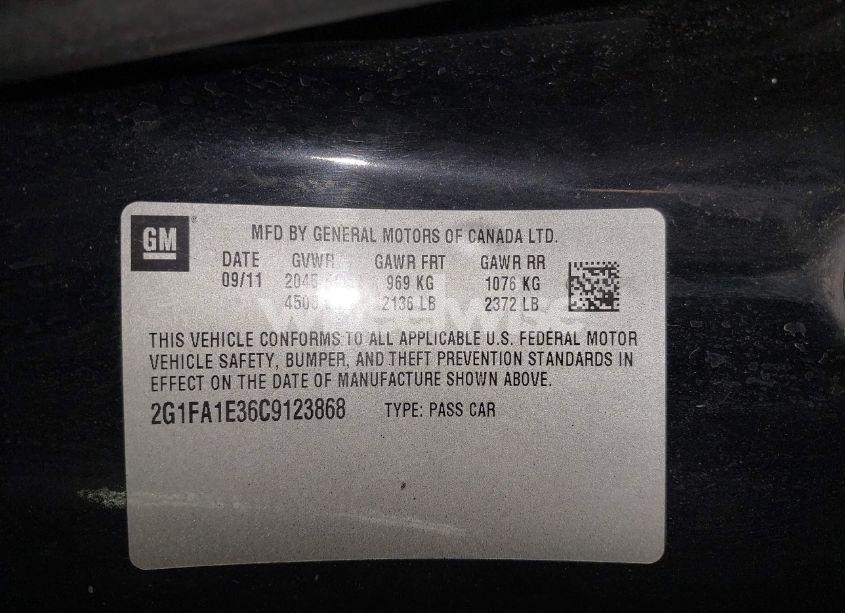 GM
MFD BY GENERAL MOTORS OF CANADA LTD.
DATE GVWR GAWR FRT GAWR RR
09/11 2045 969 KG 1076 KG
2136 LB 2372 LB
THIS VEHICLE CONFORMS TO ALL APPLICABLE U.S. FEDERAL MOTOR
VEHICLE SAFETY, BUMPER, AND THEFT PREVENTION STANDARDS IN
EFFECT ON THE DATE OF MANUFACTURE SHOWN ABOVE.
2G1FA1E36C9123868 TYPE: PASS CAR